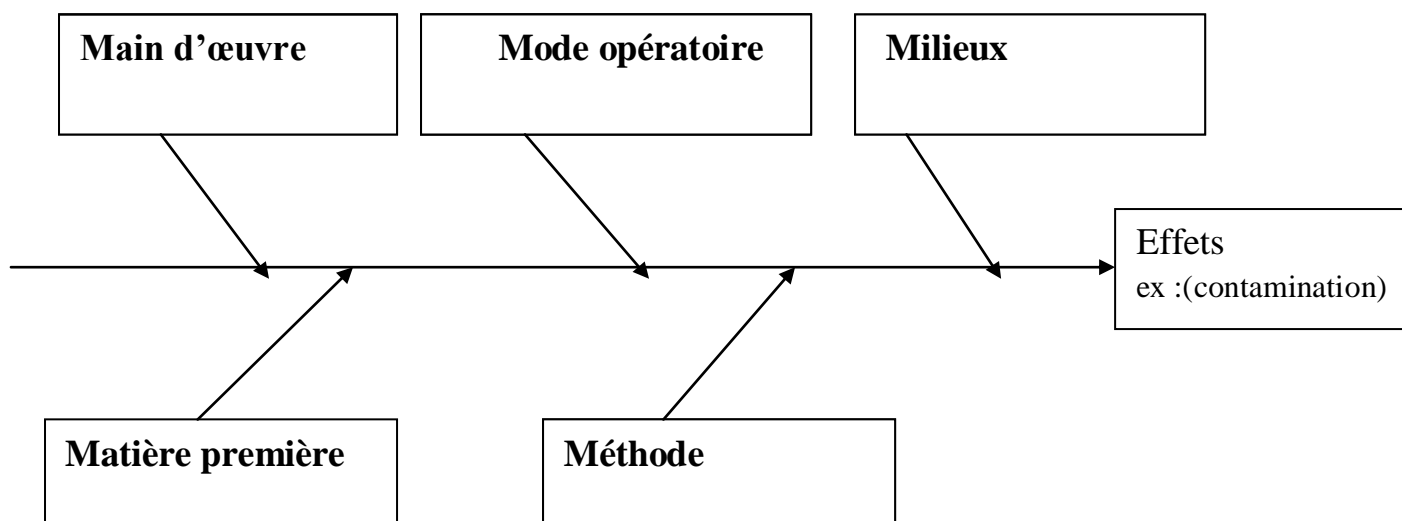 Main d’œuvre
Mode opératoire
Milieux
Effets
ex :(contamination)
Matière première
Méthode